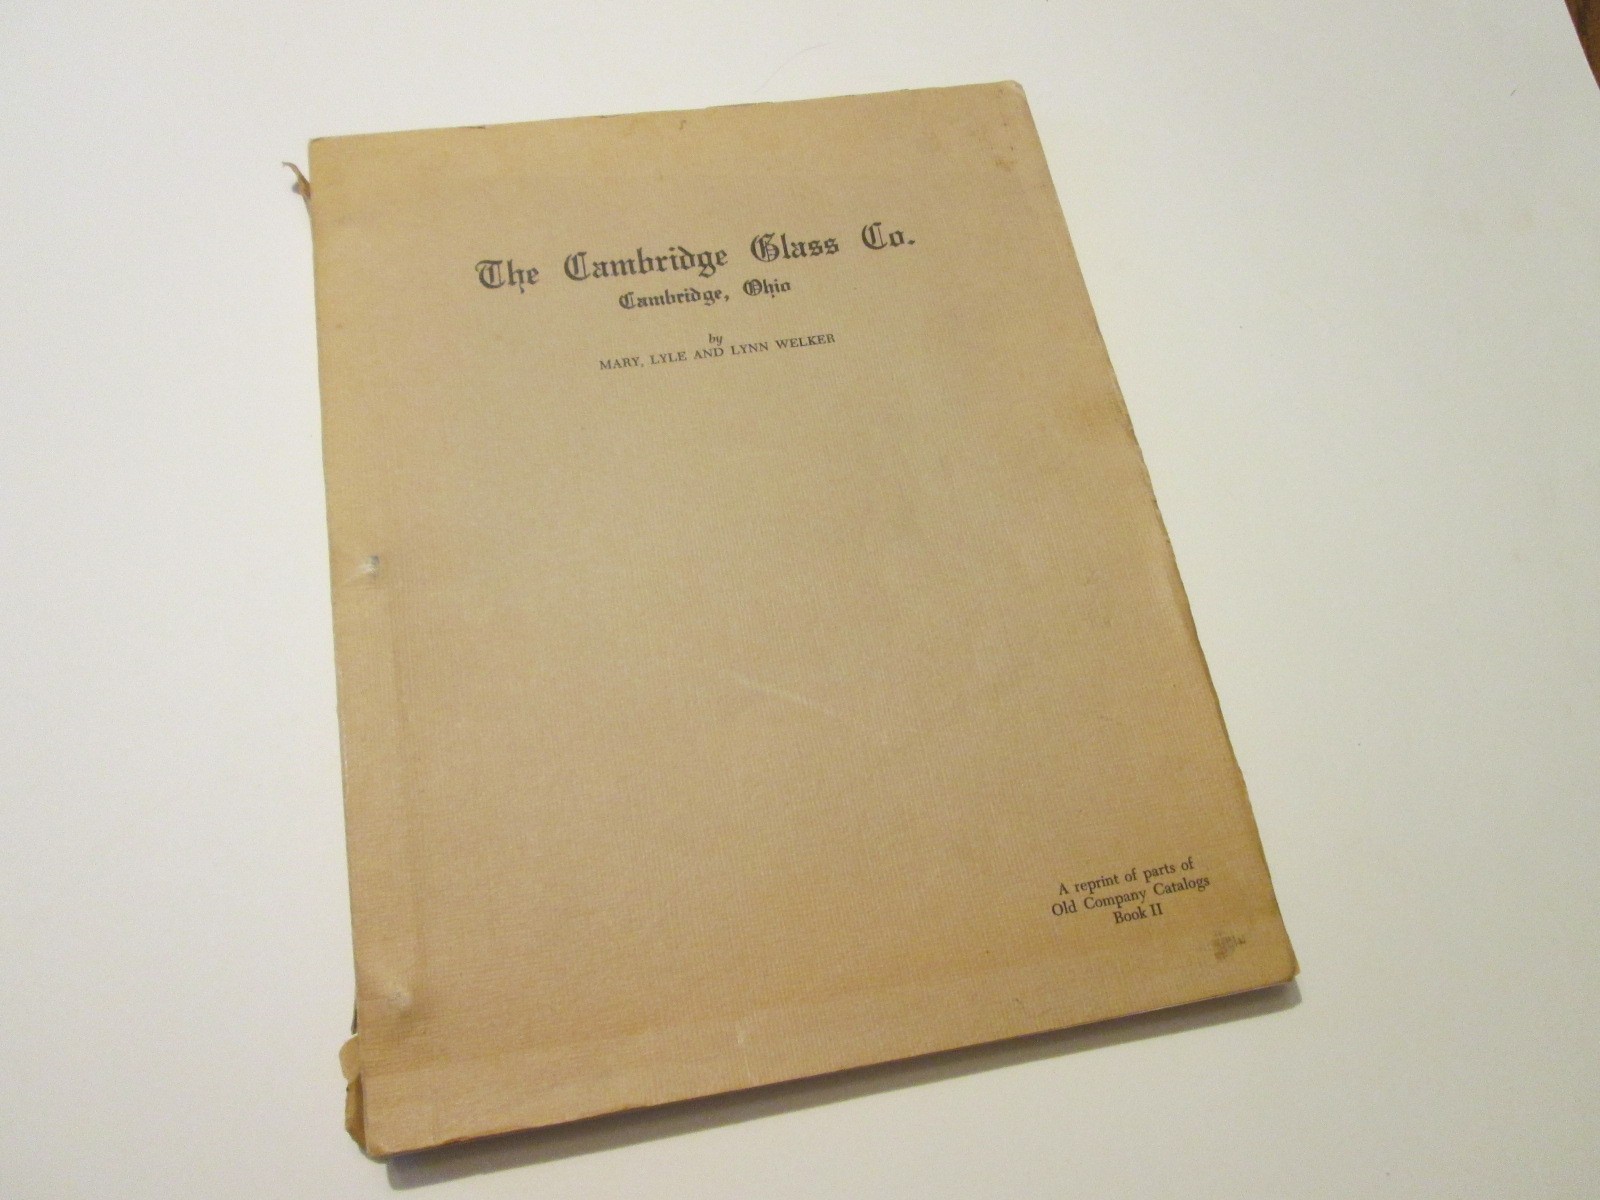 The Cambridge Glass Co.
Cambridge, Ohio
by
MARY, LYLE AND LYNN WELKER
A reprint of parts of
Old Company Catalogs
Book II